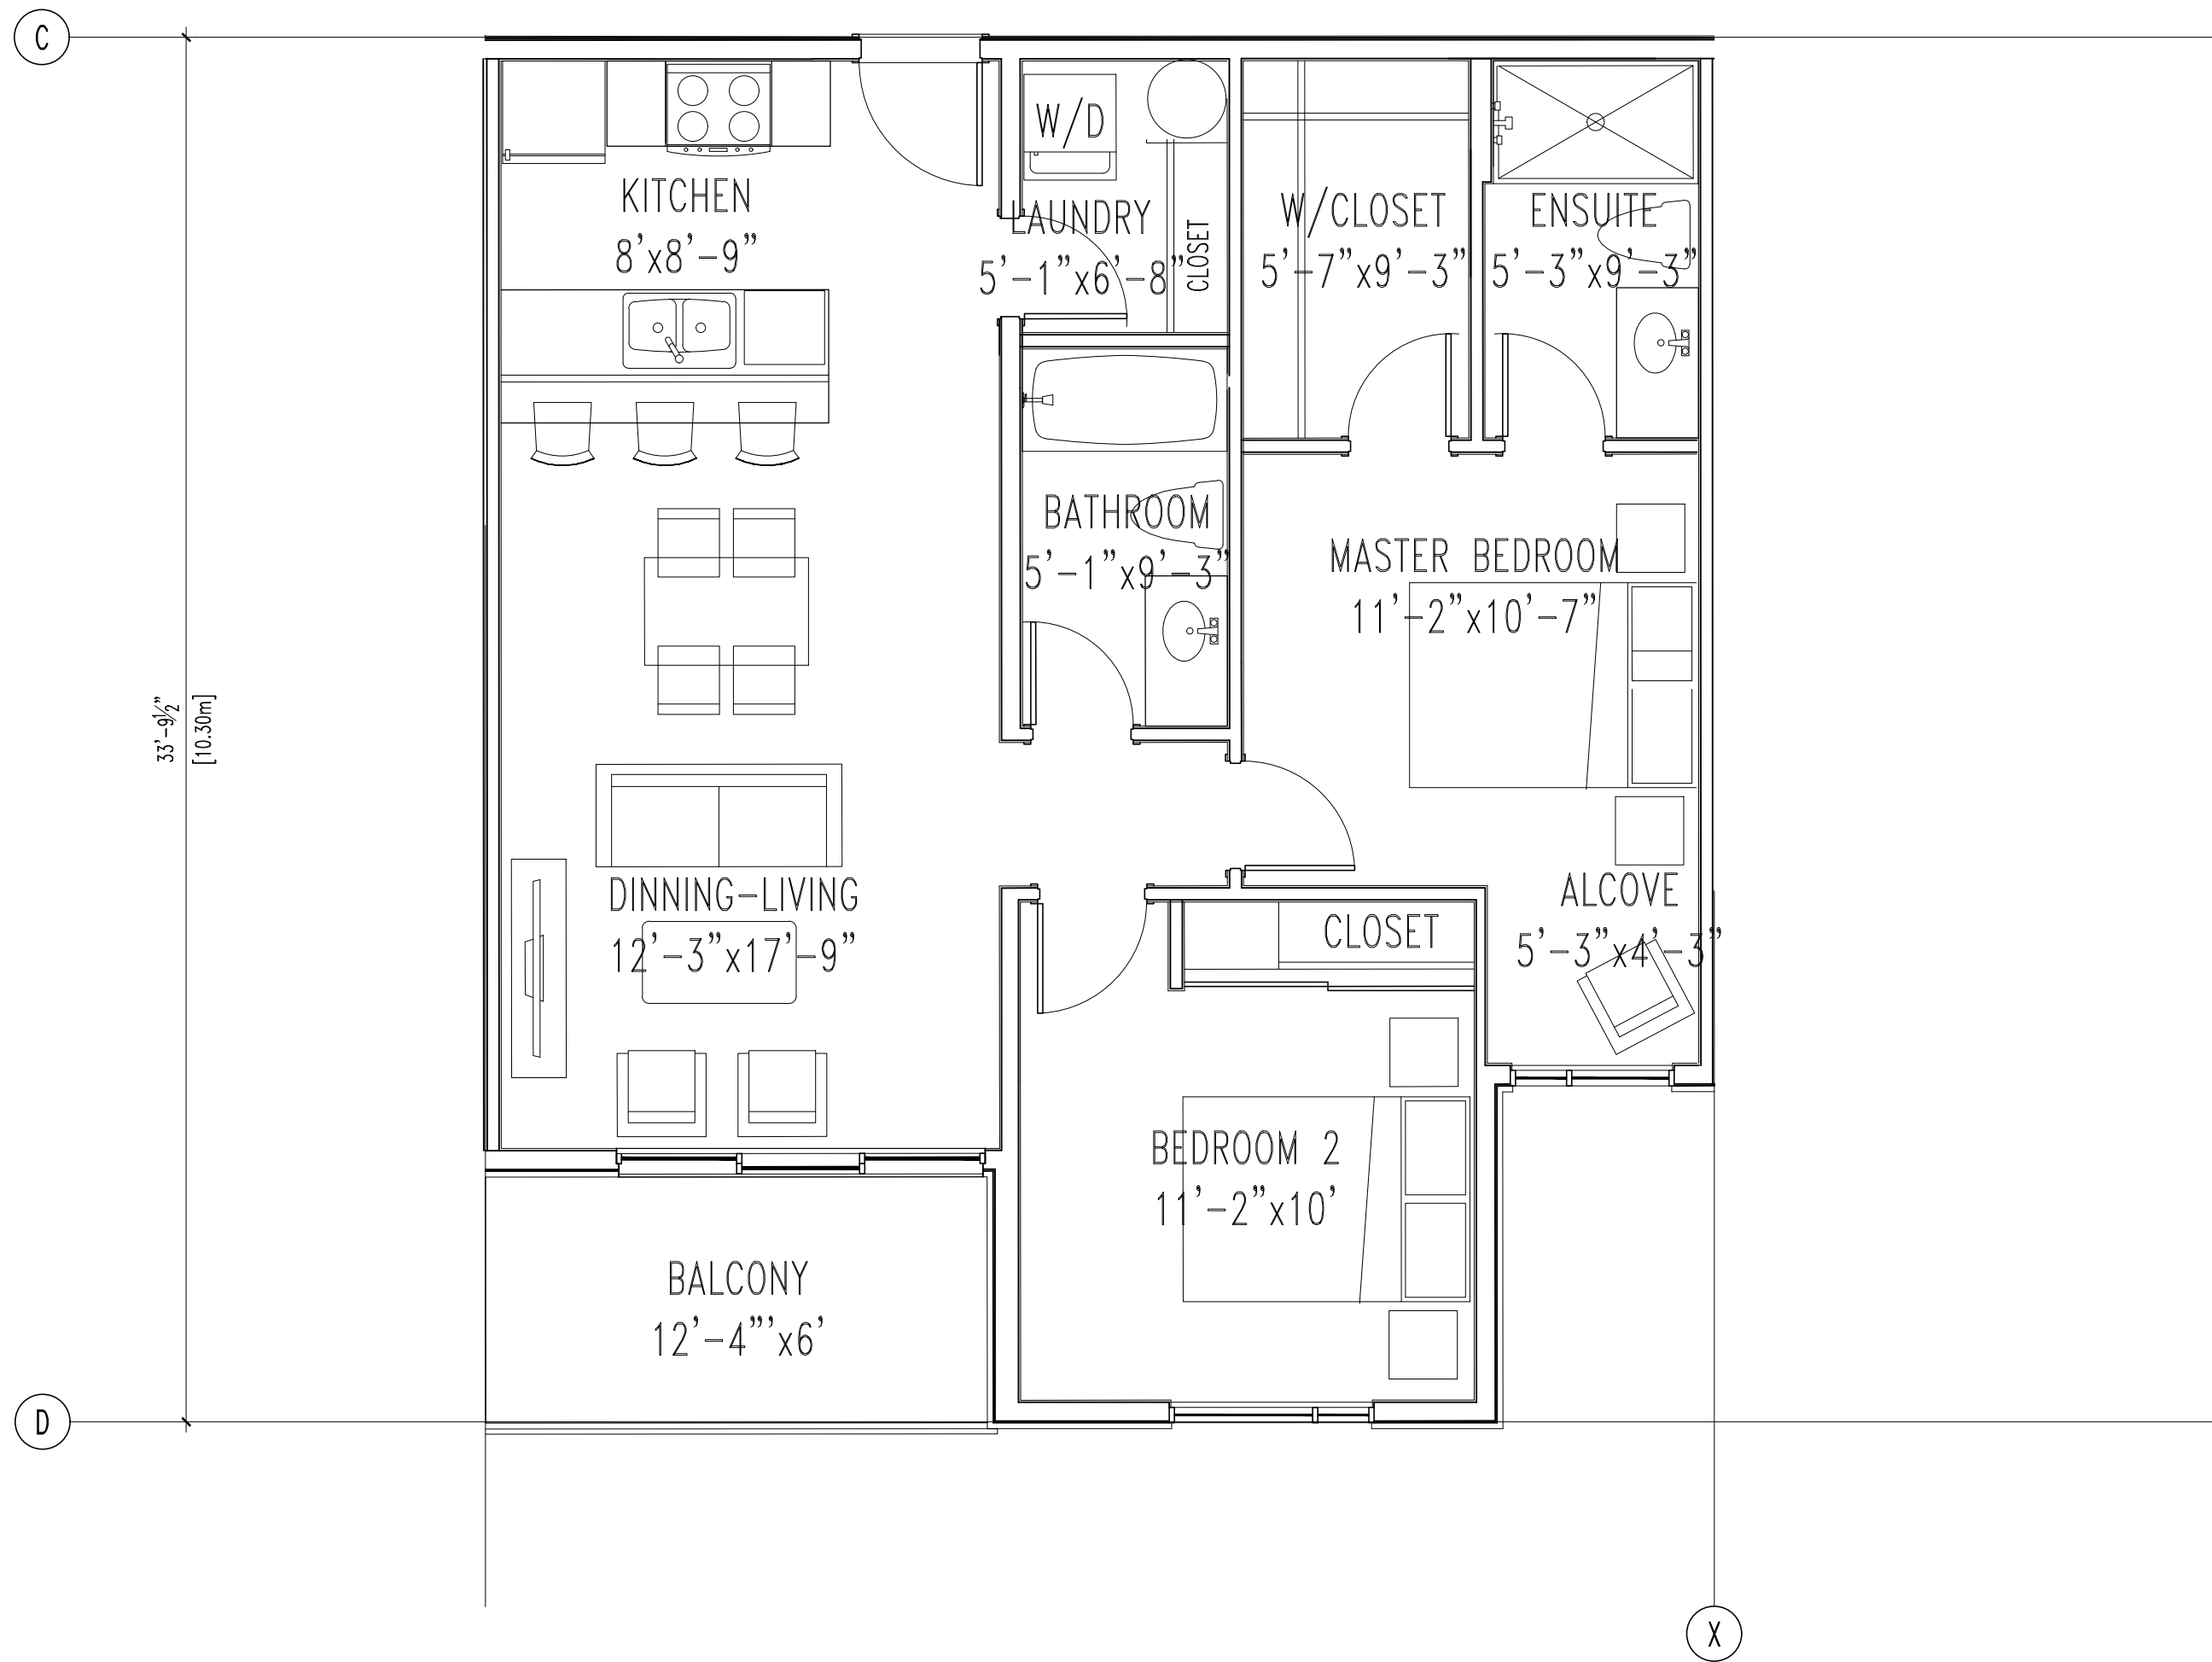 C
W/D
KITCHEN
8'x8'-9"
LAUNDRY
5'-1"x6'-8"
CLOSET
W/CLOSET
5'-7"x9'-3"
ENSUITE
5'-3"x9'-3"
BATHROOM
5'-1"x9'-3"
MASTER BEDROOM
11'-2"x10'-7"
33'-9½"
[10.30m]
DINNING-LIVING
12'-3"x17'-9"
CLOSET
ALCOVE
5'-3"x4'-3"
BEDROOM 2
11'-2"x10'
BALCONY
12'-4"'x6'
D
X